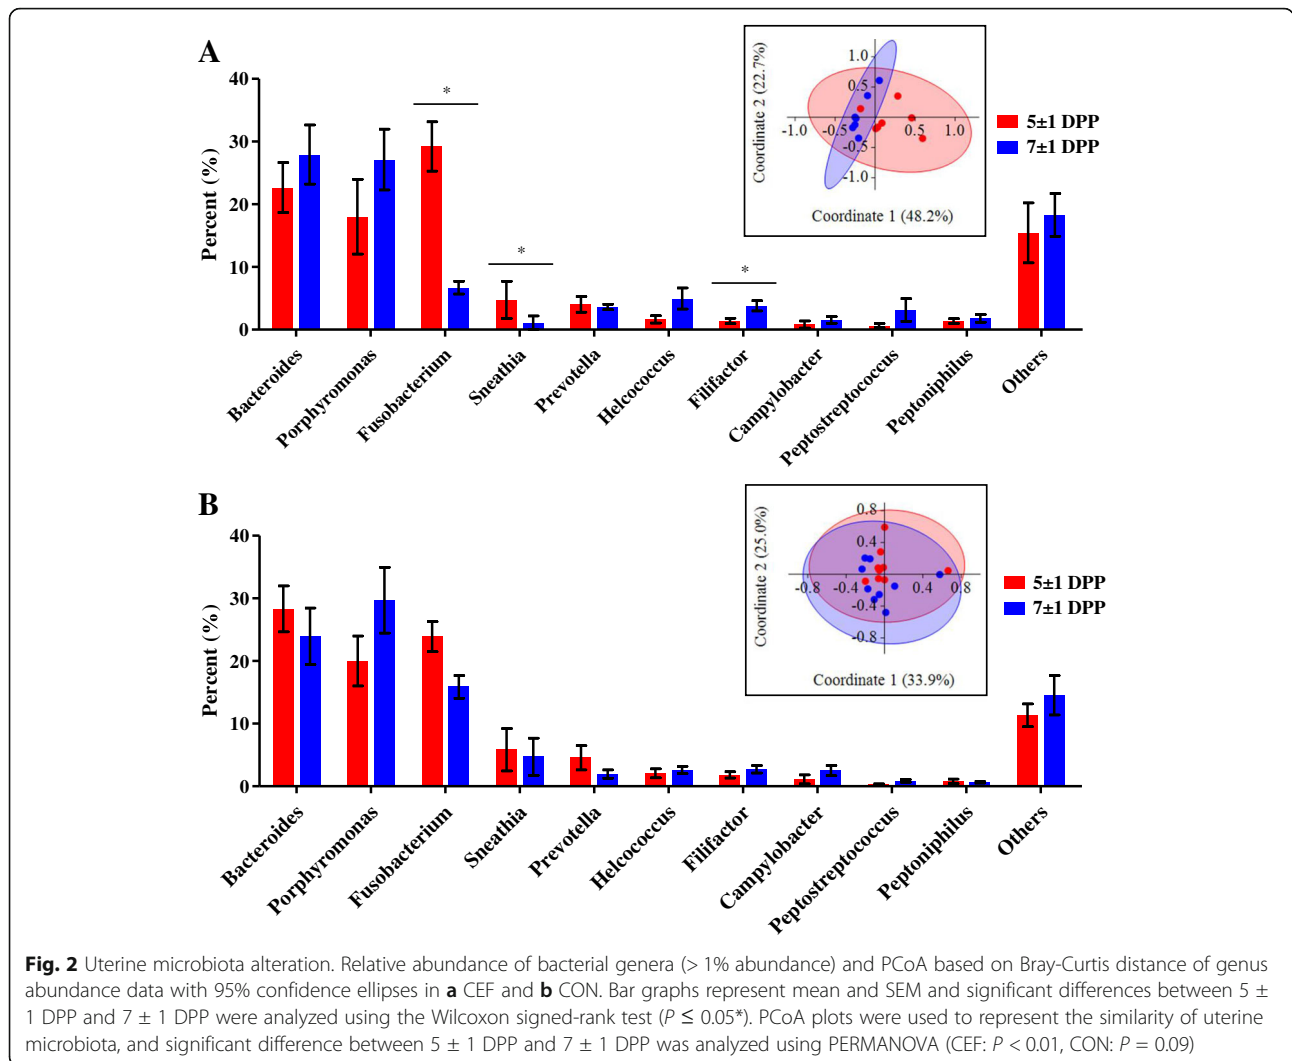 A
Percent (%)
40
30
20
10
0
*
*
*
Bacteroides
Porphyromonas
Fusobacterium
Sneathia
Prevotella
Helcococcus
Filifactor
Campylobacter
Peptostreptococcus
Peptoniphilus
Others
Coordinate 2 (22.7%)
1.0
0.5
-1.0 -0.5 0.5 1.0
-0.5
-1.0
Coordinate 1 (48.2%)
5±1 DPP
7±1 DPP
B
Percent (%)
40
30
20
10
0
Bacteroides
Porphyromonas
Fusobacterium
Sneathia
Prevotella
Helcococcus
Filifactor
Campylobacter
Peptostreptococcus
Peptoniphilus
Others
Coordinate 2 (25.0%)
0.8
0.4
-0.8 -0.4 0.4 0.8
-0.4
-0.8
Coordinate 1 (33.9%)
5±1 DPP
7±1 DPP
Fig. 2 Uterine microbiota alteration. Relative abundance of bacterial genera (> 1% abundance) and PCoA based on Bray-Curtis distance of genus
abundance data with 95% confidence ellipses in a CEF and b CON. Bar graphs represent mean and SEM and significant differences between 5 ±
1 DPP and 7 ± 1 DPP were analyzed using the Wilcoxon signed-rank test (P ≤ 0.05*). PCoA plots were used to represent the similarity of uterine
microbiota, and significant difference between 5 ± 1 DPP and 7 ± 1 DPP was analyzed using PERMANOVA (CEF: P < 0.01, CON: P = 0.09)